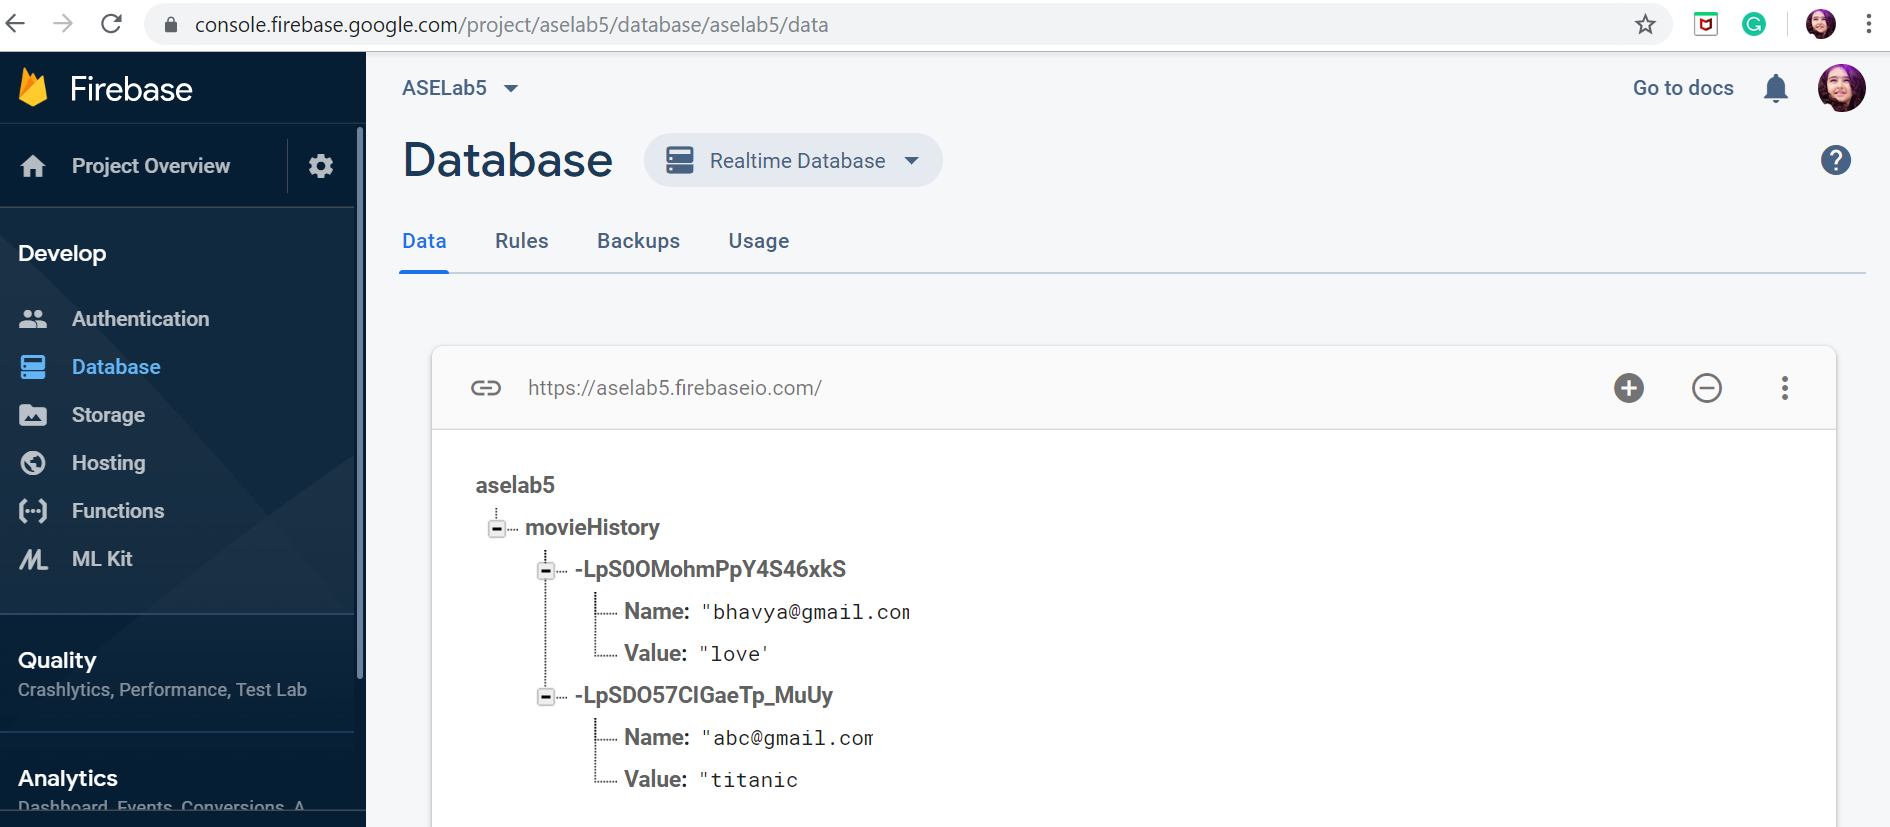 console.firebase.google.com/project/aselab5/database/aselab5/data
Firebase
Project Overview
Develop
Authentication
Database
Storage
Hosting
Functions
ML Kit
Quality
Crashlytics, Performance, Test Lab
Analytics
Dashboard, Events, Conversions, A
ASELab5
Go to docs
Database
Realtime Database
Data Rules Backups Usage
https://aselab5.firebaseio.com/
aselab5
movieHistory
-LpS0OMohmPpY4S46xkS
Name: "bhavya@gmail.com
Value: "love'
-LpSDO57CIGaeTp_MuUy
Name: "abc@gmail.com
Value: "titanic